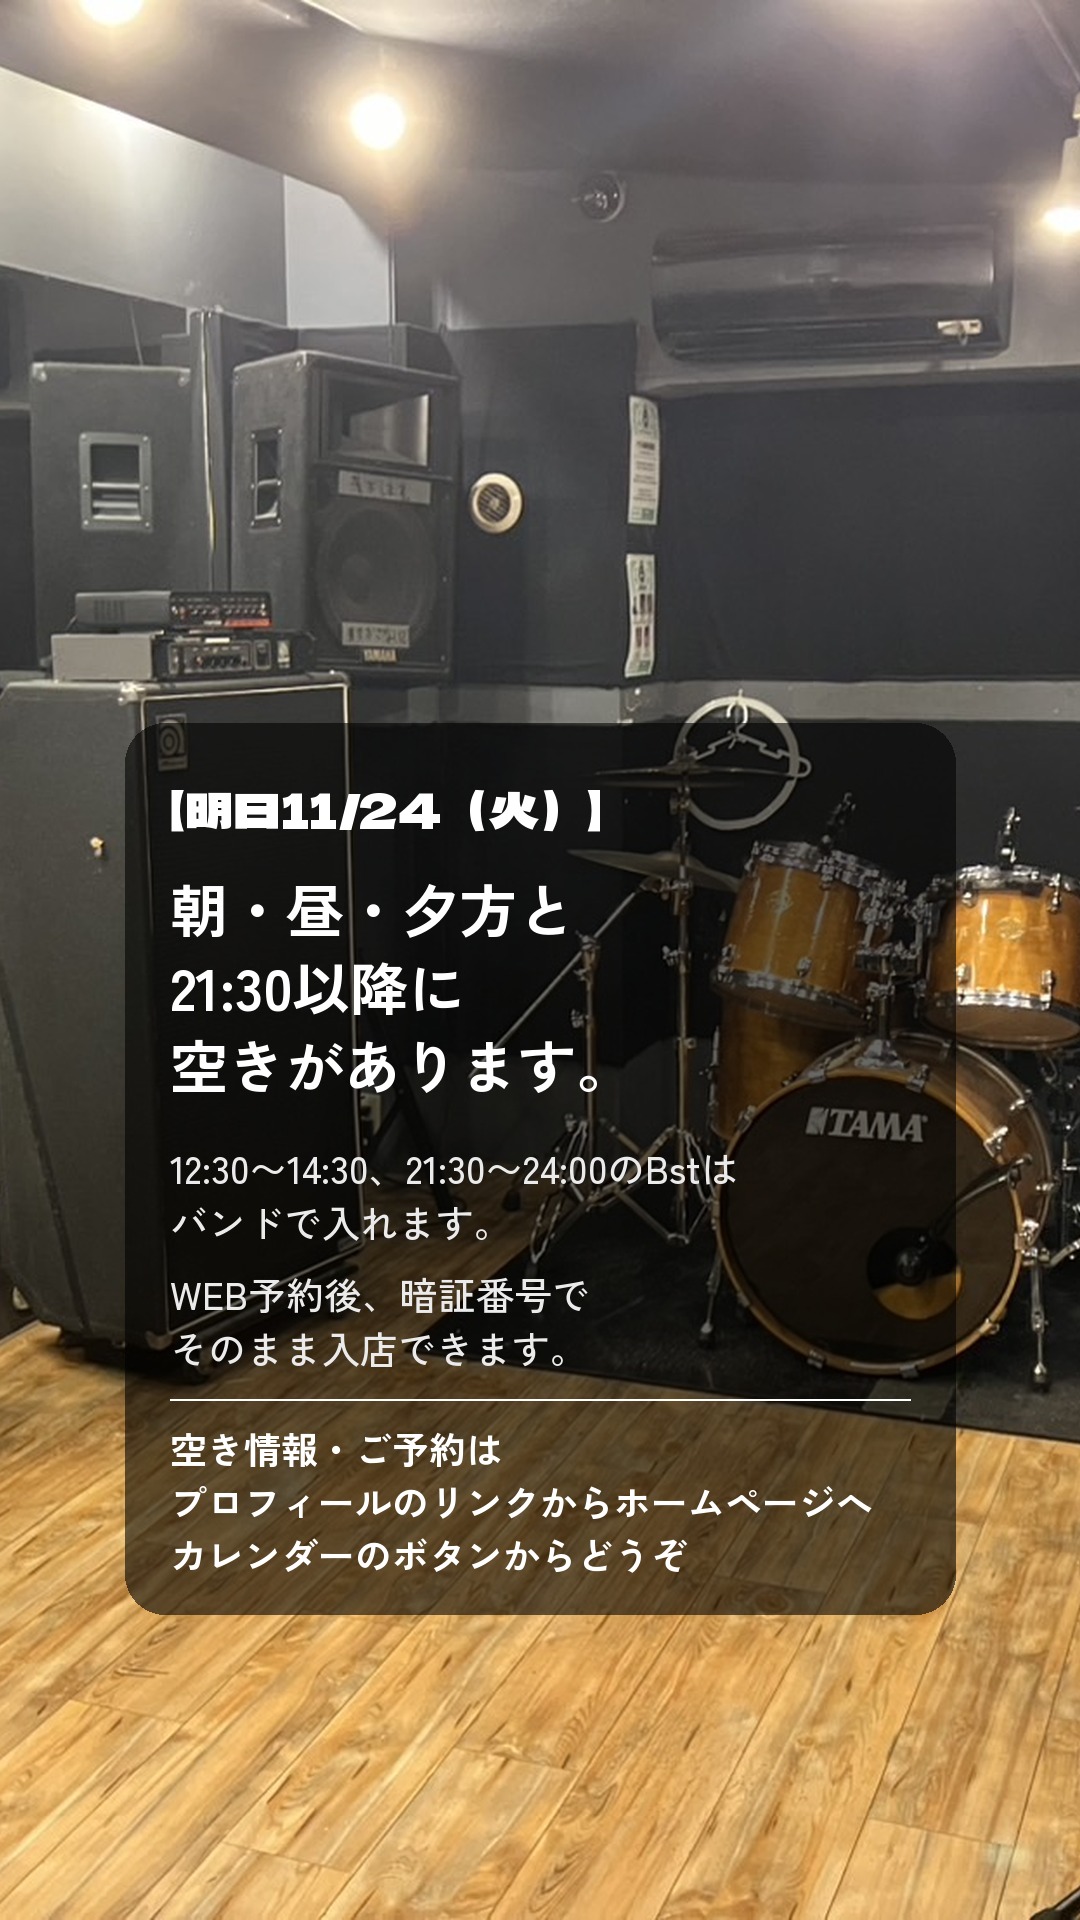 YAMAHA
【明日11/24（火）】
朝・昼・夕方と
21:30以降に
空きがあります。
TAMA
12:30〜14:30、21:30〜24:00のBstは
バンドで入れます。
WEB予約後、暗証番号で
そのまま入店できます。
空き情報・ご予約は
プロフィールのリンクからホームページへ
カレンダーのボタンからどうぞ